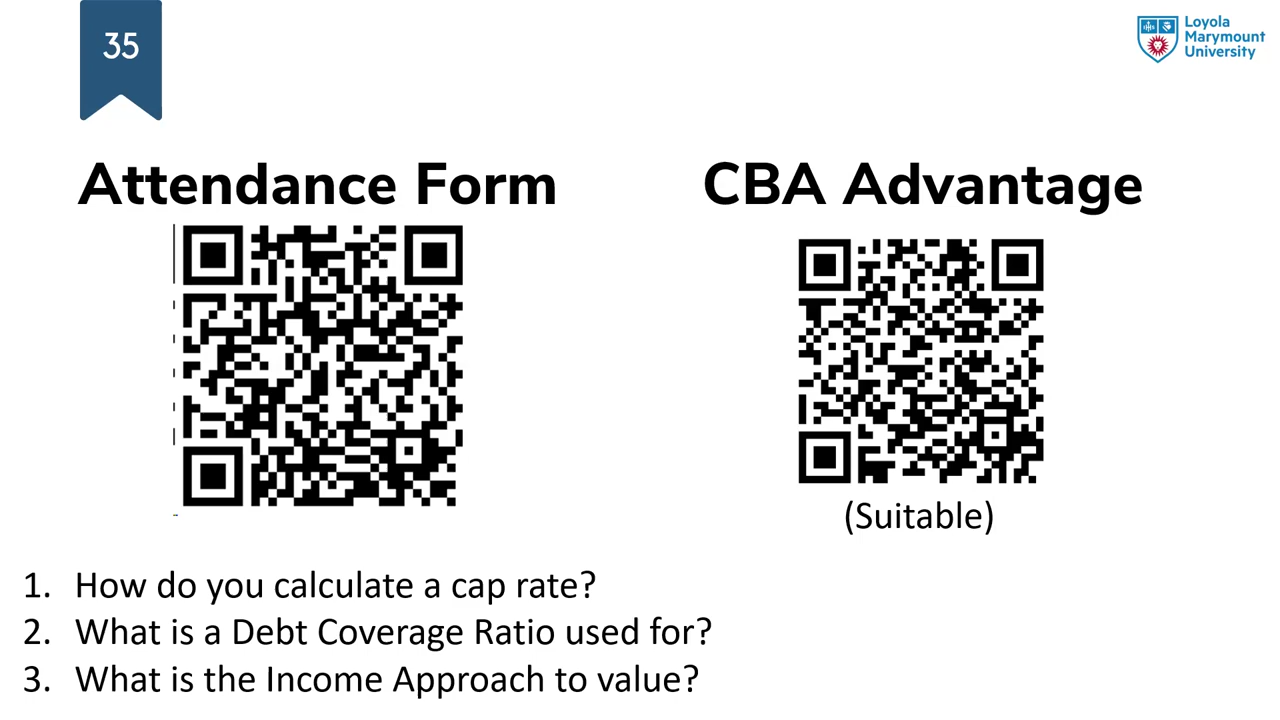 35
Loyola
Marymount
University
Attendance Form
CBA Advantage
(Suitable)
1. How do you calculate a cap rate?
2. What is a Debt Coverage Ratio used for?
3. What is the Income Approach to value?